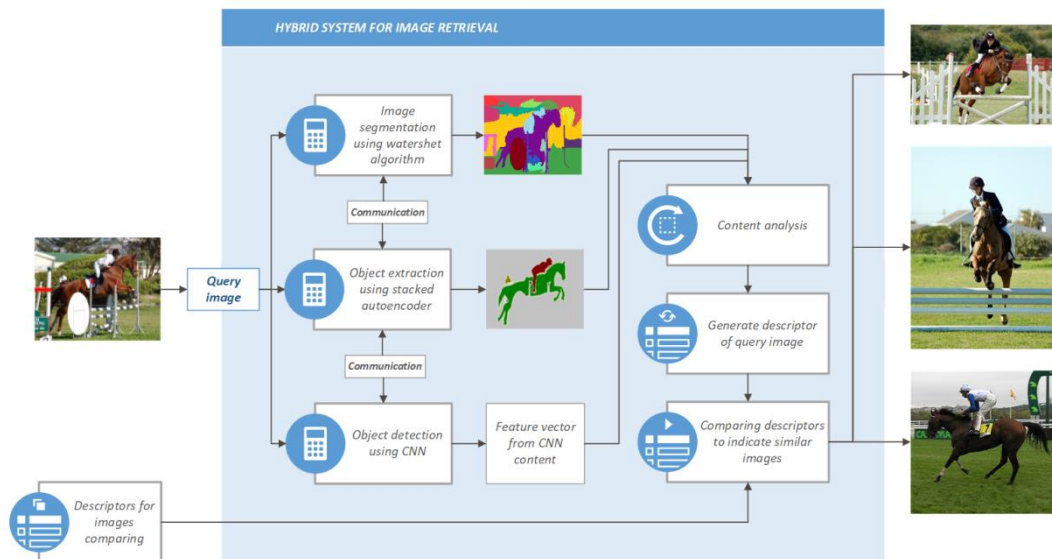 HYBRID SYSTEM FOR IMAGE RETRIEVAL
Image
segmentation
using watershet
algorithm
Communication
Query
image
Object extraction
using stacked
autoencoder
Communication
Object detection
using CNN
Feature vector
from CNN
content
Content analysis
Generate descriptor
of query image
Comparing descriptors
to indicate similar
images
Descriptors for
images
comparing